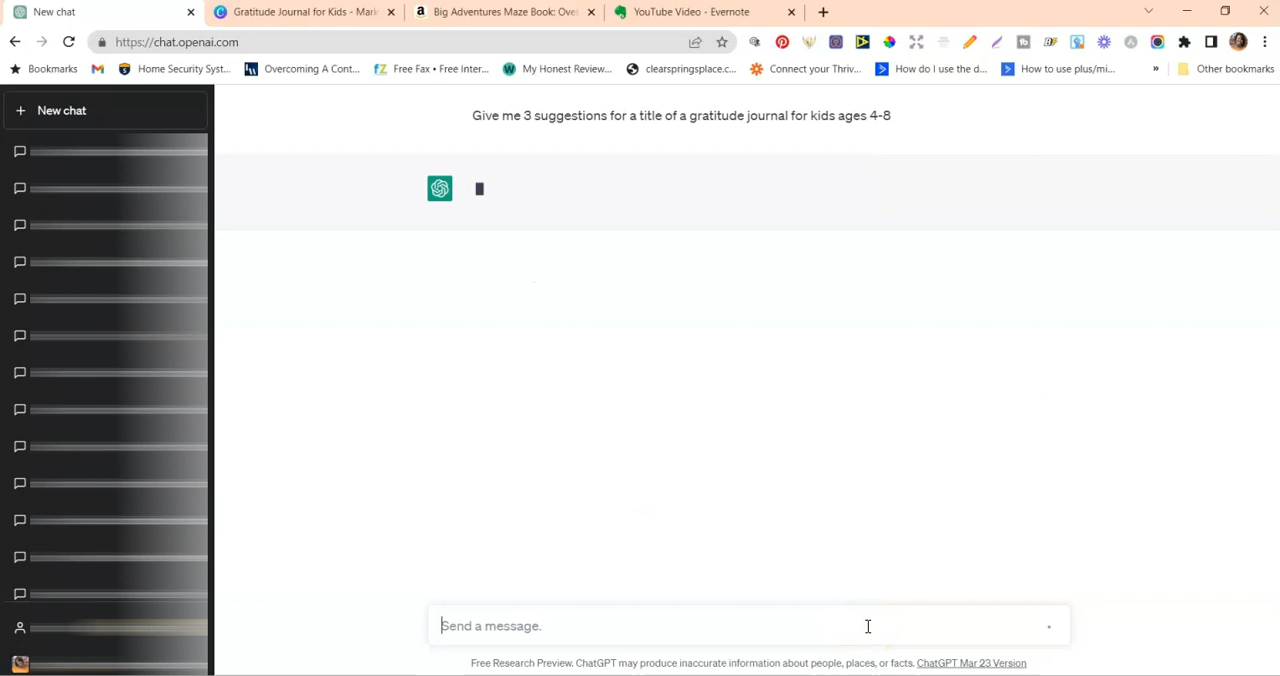 New chat
Gratitude Journal for Kids - Mark
Big Adventures Maze Book: Ove
YouTube Video - Evernote
https://chat.openai.com
Bookmarks
Home Security Syst...
Overcoming A Cont...
Free Fax • Free Inter...
My Honest Review...
clearspringsplace.c...
Connect your Thriv...
How do I use the d...
How to use plus/mi...
»
Other bookmarks
+ New chat
Give me 3 suggestions for a title of a gratitude journal for kids ages 4-8
Send a message.
Free Research Preview. ChatGPT may produce inaccurate information about people, places, or facts. ChatGPT Mar 23 Version